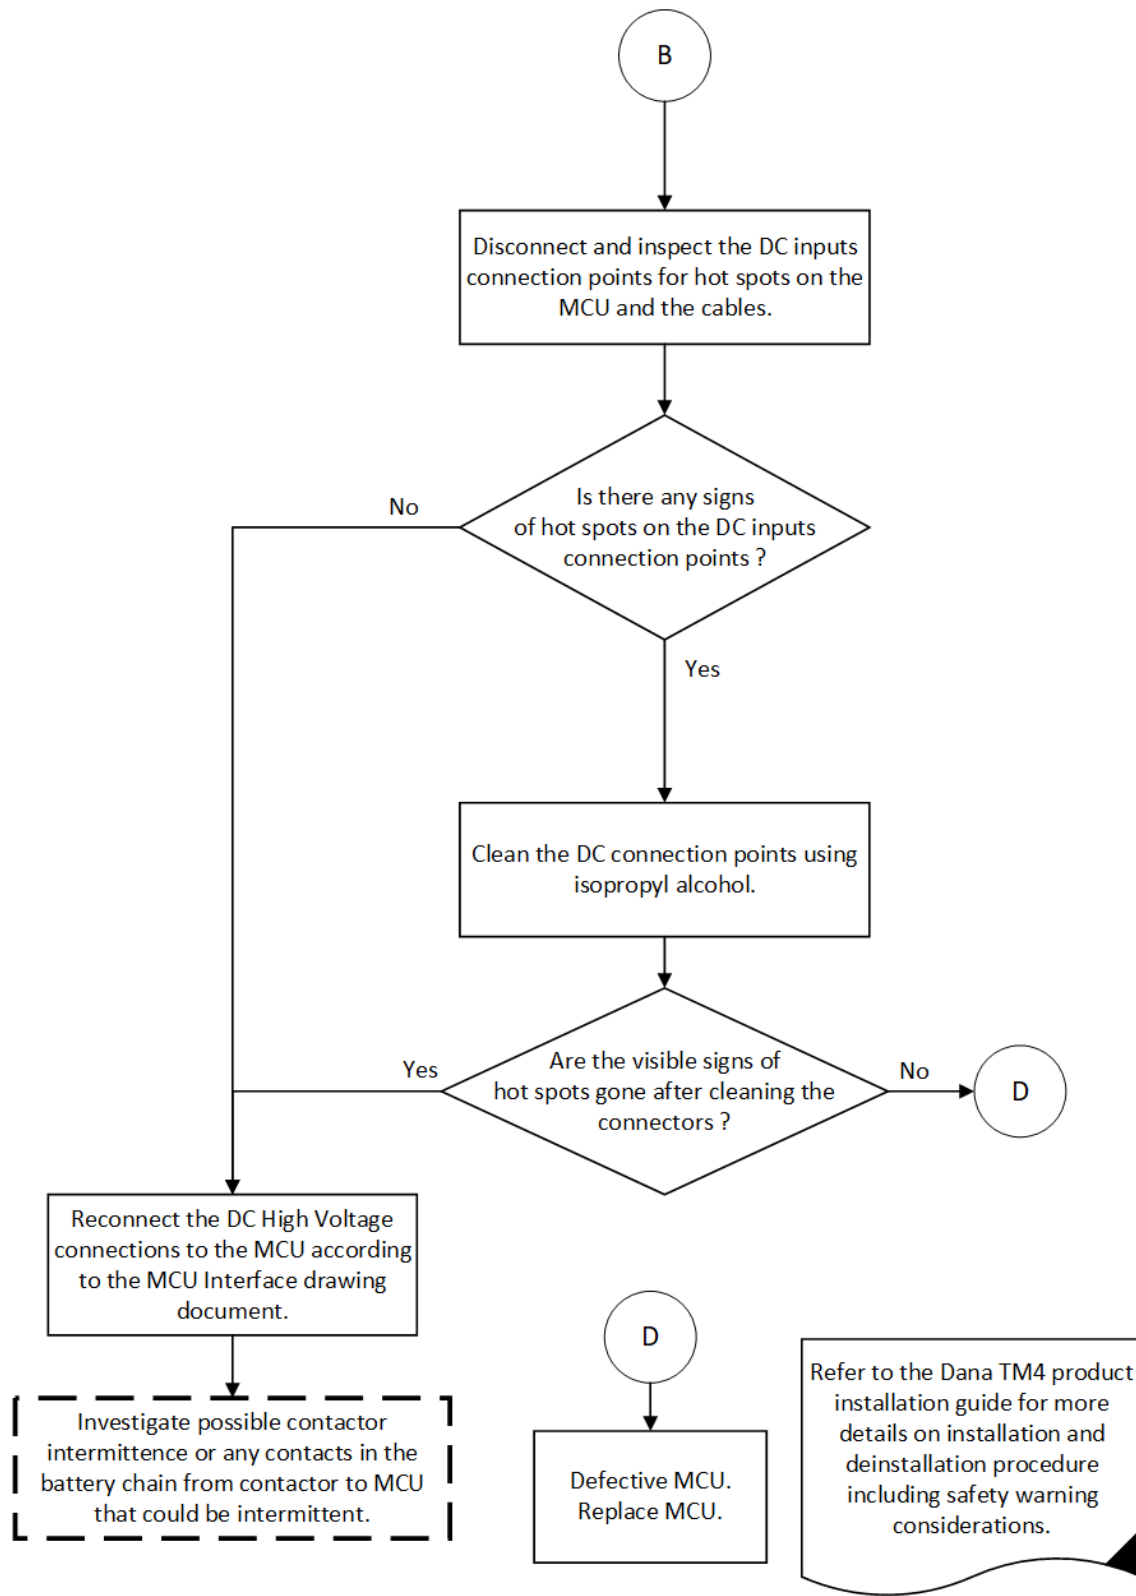 B
Disconnect and inspect the DC inputs
connection points for hot spots on the
MCU and the cables.
Is there any signs
of hot spots on the DC inputs
connection points ?
No
Yes
Clean the DC connection points using
isopropyl alcohol.
Are the visible signs of
hot spots gone after cleaning the
connectors ?
Yes
No
D
Reconnect the DC High Voltage
connections to the MCU according
to the MCU Interface drawing
document.
Investigate possible contactor
intermittence or any contacts in the
battery chain from contactor to MCU
that could be intermittent.
D
Defective MCU.
Replace MCU.
Refer to the Dana TM4 product
installation guide for more
details on installation and
deinstallation procedure
including safety warning
considerations.